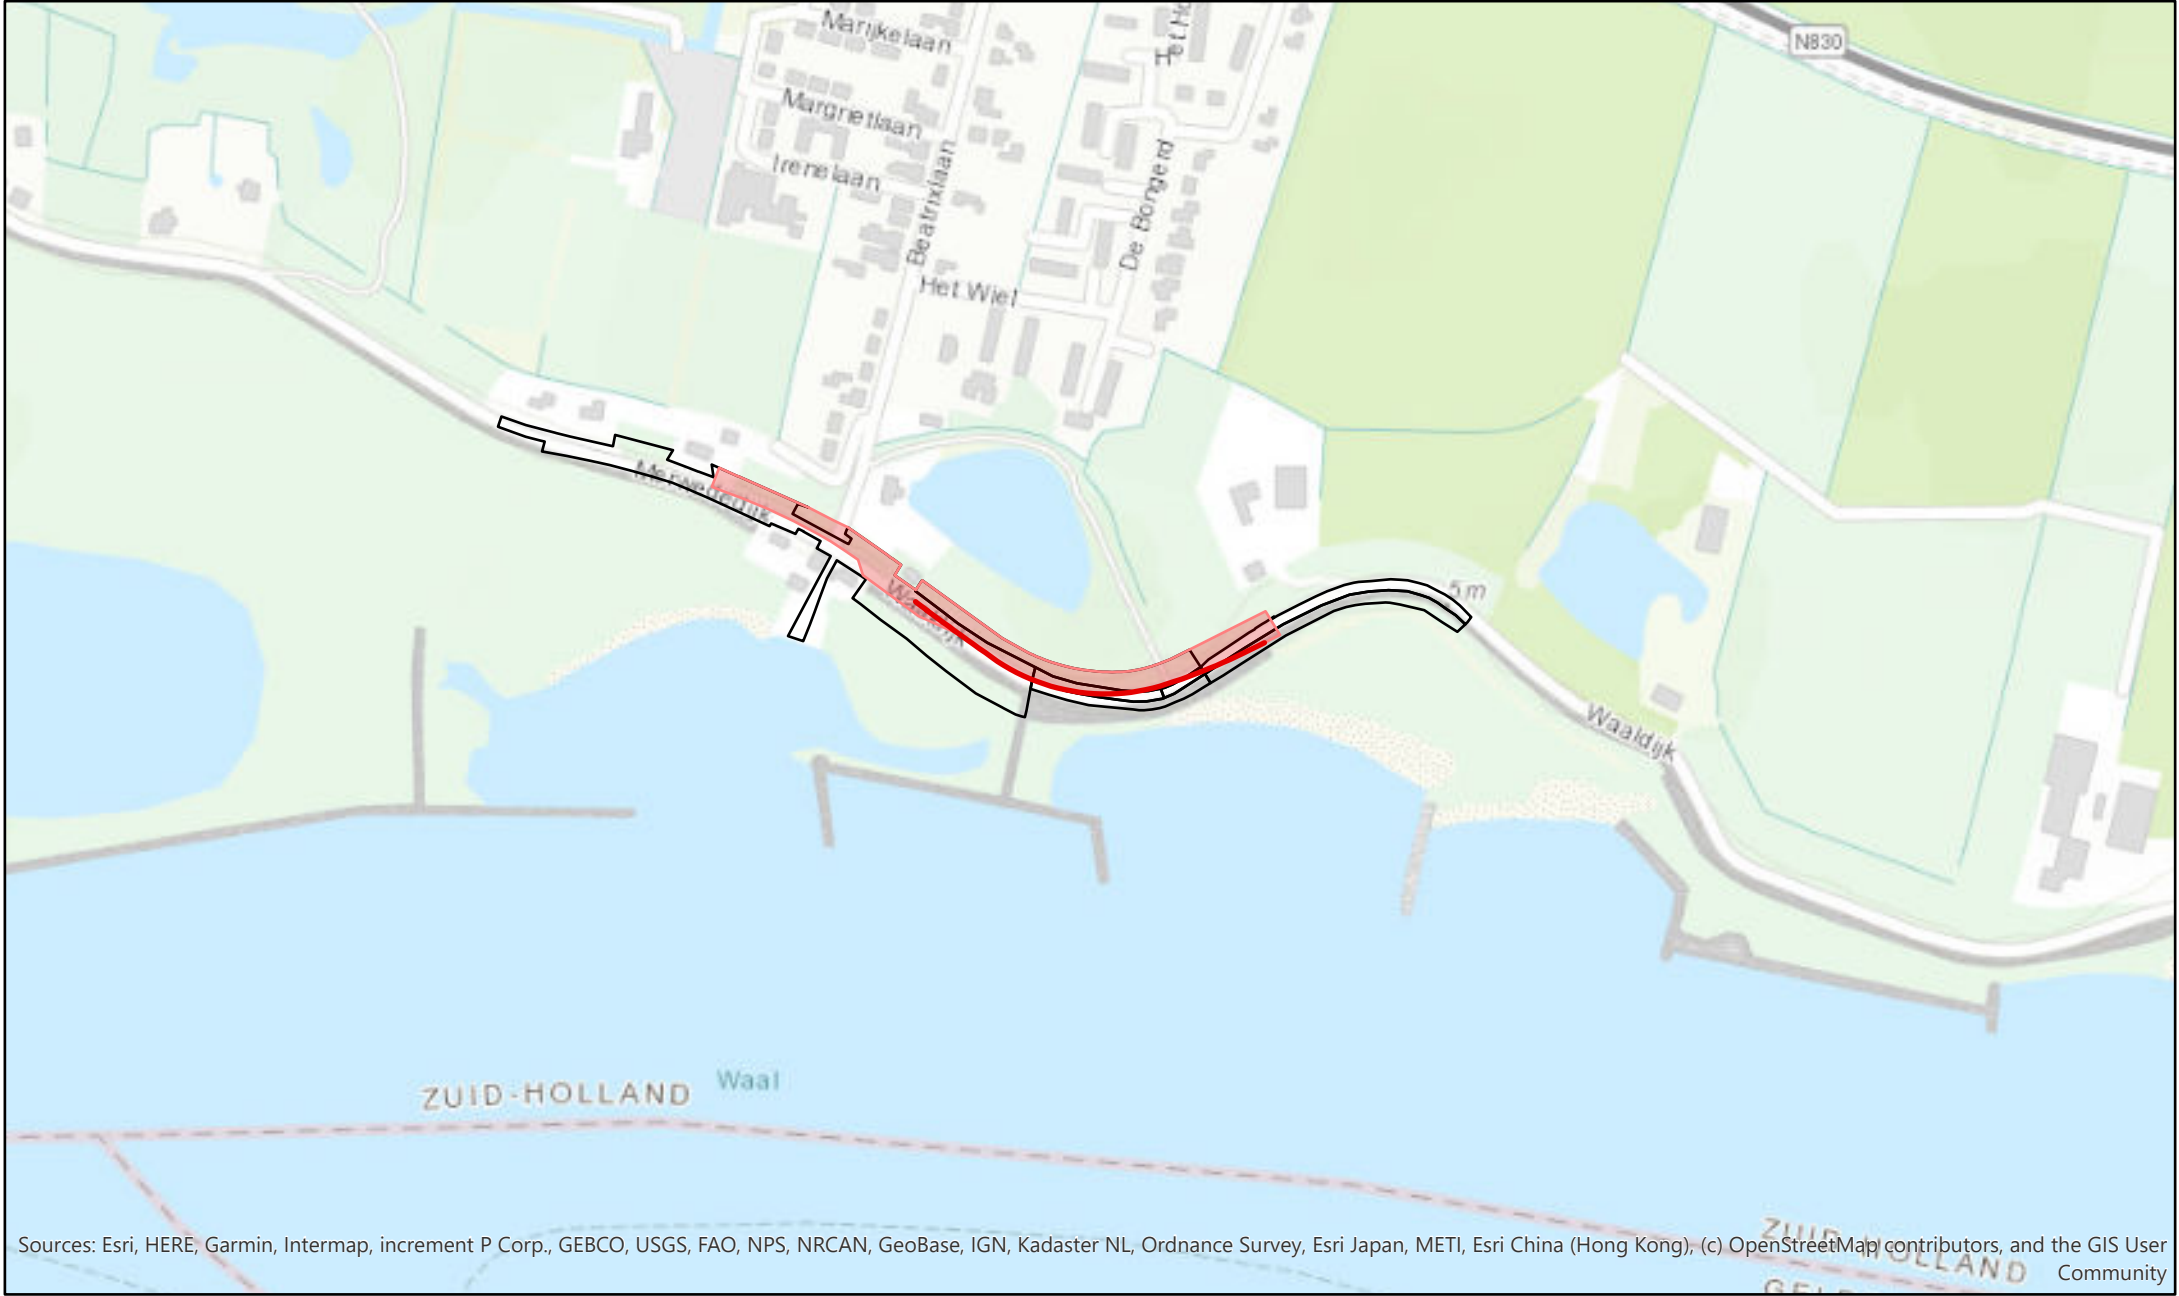 Marijkelaan
N830
Margrietlaan
Irenelaan
Beatrixlaan
De Bongerd
Het Wiel
Merwededijk
Waaldijk
5 m
Waaldijk
Waal
ZUID-HOLLAND
ZUID-HOLLAND
Sources: Esri, HERE, Garmin, Intermap, increment P Corp., GEBCO, USGS, FAO, NPS, NRCAN, GeoBase, IGN, Kadaster NL, Ordnance Survey, Esri Japan, METI, Esri China (Hong Kong), (c) OpenStreetMap contributors, and the GIS User
Community